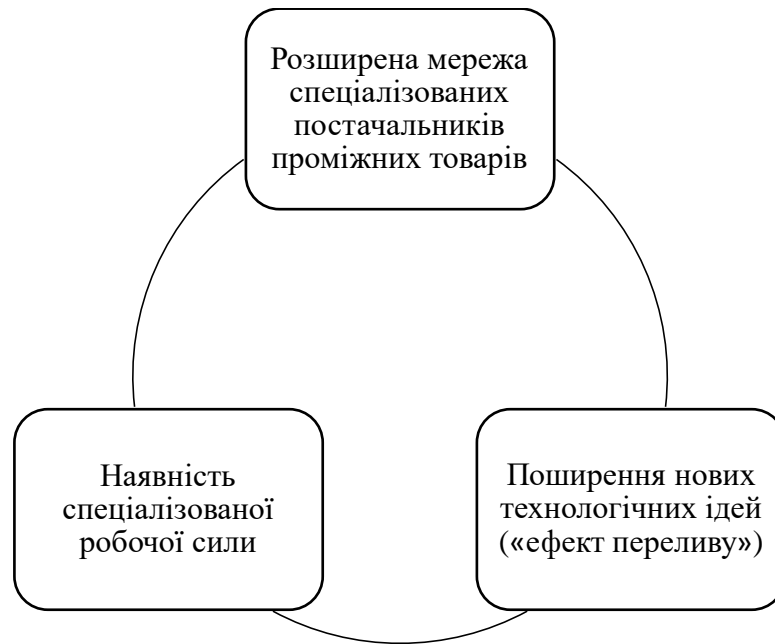 Розширена мережа
спеціалізованих
постачальників
проміжних товарів
Наявність
спеціалізованої
робочої сили
Поширення нових
технологічних ідей
(«ефект переливу»)